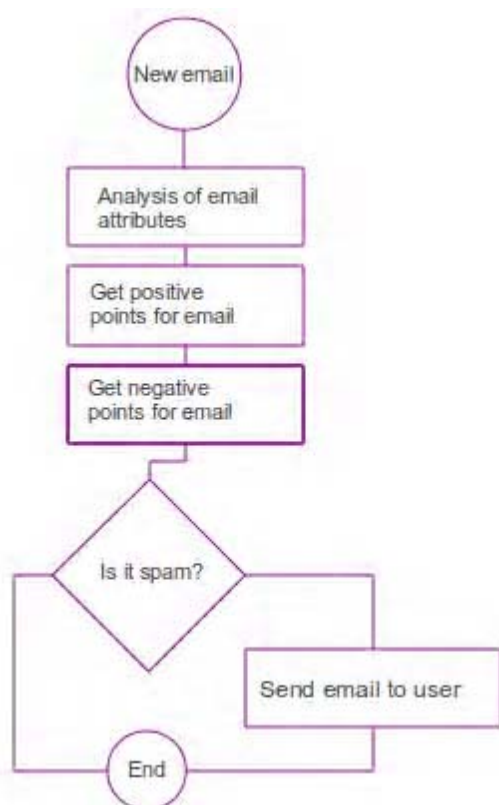 New email
Analysis of email
attributes
Get positive
points for email
Get negative
points for email
Is it spam?
Send email to user
End